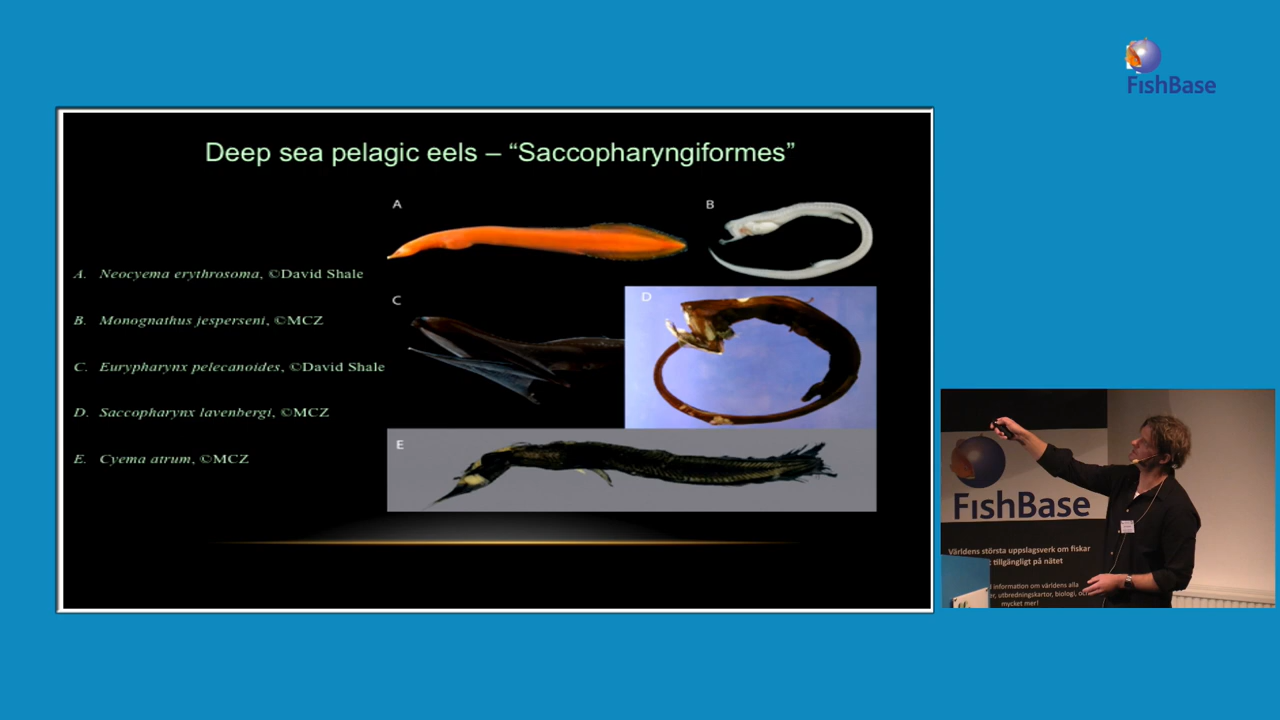 FishBase
Deep sea pelagic eels – “Saccopharyngiformes”
A
B
A. Neocyema erythrosoma, ©David Shale
C
D
B. Monognathus jesperseni, ©MCZ
C. Eurypharynx pelecanoides, ©David Shale
D. Saccopharynx lavenbergi, ©MCZ
E
E. Cyema atrum, ©MCZ
FishBase
Världens största uppslagsverk om fiskar
tillgängligt på nätet
information om världens alla
utbredningskartor, biologi, och
mycket mer!